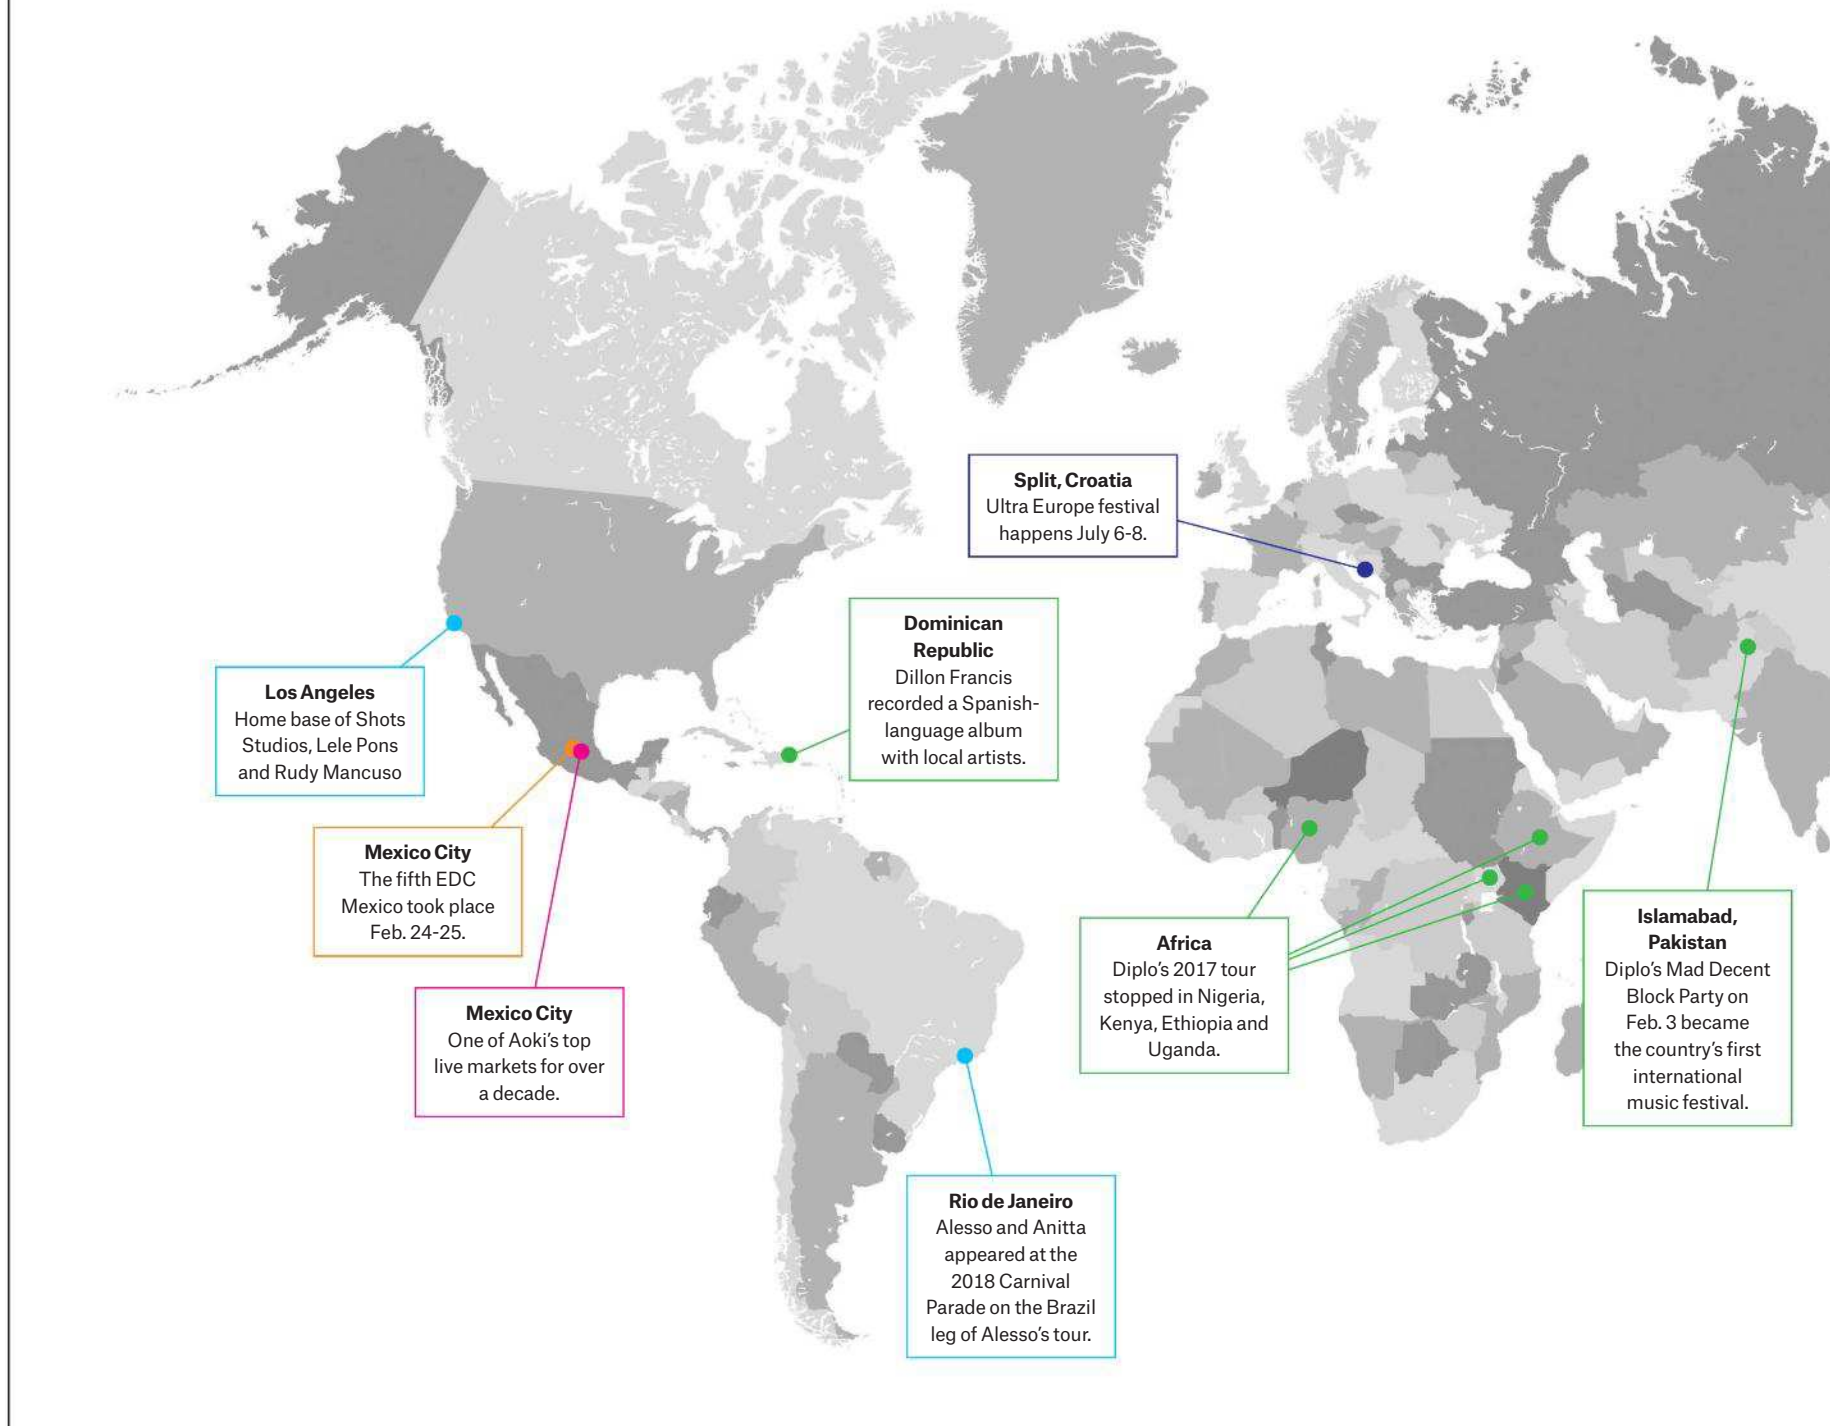 Split, Croatia
Ultra Europe festival
happens July 6-8.
Dominican
Republic
Dillon Francis
recorded a Spanish-
language album
with local artists.
Los Angeles
Home base of Shots
Studios, Lele Pons
and Rudy Mancuso
Mexico City
The fifth EDC
Mexico took place
Feb. 24-25.
Mexico City
One of Aoki’s top
live markets for over
a decade.
Africa
Diplo’s 2017 tour
stopped in Nigeria,
Kenya, Ethiopia and
Uganda.
Islamabad,
Pakistan
Diplo’s Mad Decent
Block Party on
Feb. 3 became
the country’s first
international
music festival.
Rio de Janeiro
Alesso and Anitta
appeared at the
2018 Carnival
Parade on the Brazil
leg of Alesso’s tour.